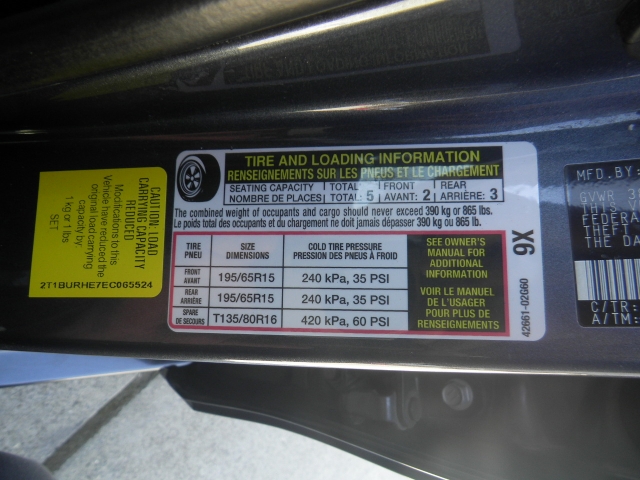 CAUTION: LOAD
CARRYING CAPACITY
REDUCED
Modifications to this
Vehicle have reduced the
original load carrying
capacity by
1 kg or 1 lbs
SET
2T1BURHE7EC065524
TIRE AND LOADING INFORMATION
RENSEIGNEMENTS SUR LES PNEUS ET LE CHARGEMENT
SEATING CAPACITY TOTAL FRONT REAR
NOMBRE DE PLACES TOTAL: 5 AVANT: 2 ARRIÈRE: 3
The combined weight of occupants and cargo should never exceed 390 kg or 865 lbs.
Le poids total des occupants et du chargement ne doit jamais dépasser 390 kg ou 865 lb.
TIRE
PNEU
SIZE
DIMENSIONS
COLD TIRE PRESSURE
PRESSION DES PNEUS À FROID
FRONT
AVANT
195/65R15
240 kPa, 35 PSI
REAR
ARRIÈRE
195/65R15
240 kPa, 35 PSI
SPARE
DE SECOURS
T135/80R16
420 kPa, 60 PSI
SEE OWNER'S
MANUAL FOR
ADDITIONAL
INFORMATION
VOIR LE MANUEL
DE L'USAGER
POUR PLUS DE
RENSEIGNEMENTS
9X
42661-02G60
MFD. BY:
GVWR
FEDERA
THEFT
THE DA
C/TR:
A/TM: